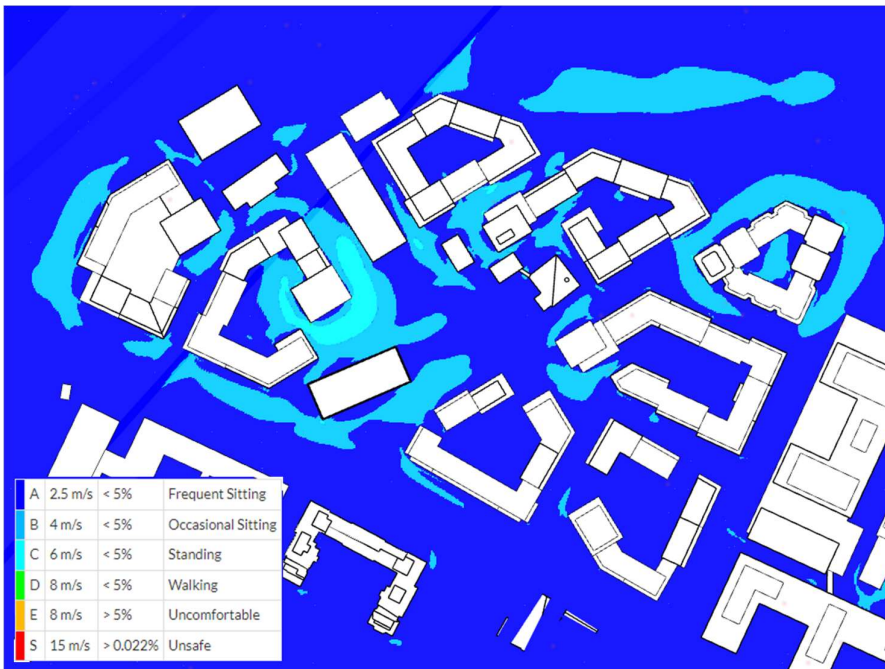 A 2.5 m/s < 5% Frequent Sitting
B 4 m/s < 5% Occasional Sitting
C 6 m/s < 5% Standing
D 8 m/s < 5% Walking
E 8 m/s > 5% Uncomfortable
S 15 m/s > 0.022% Unsafe